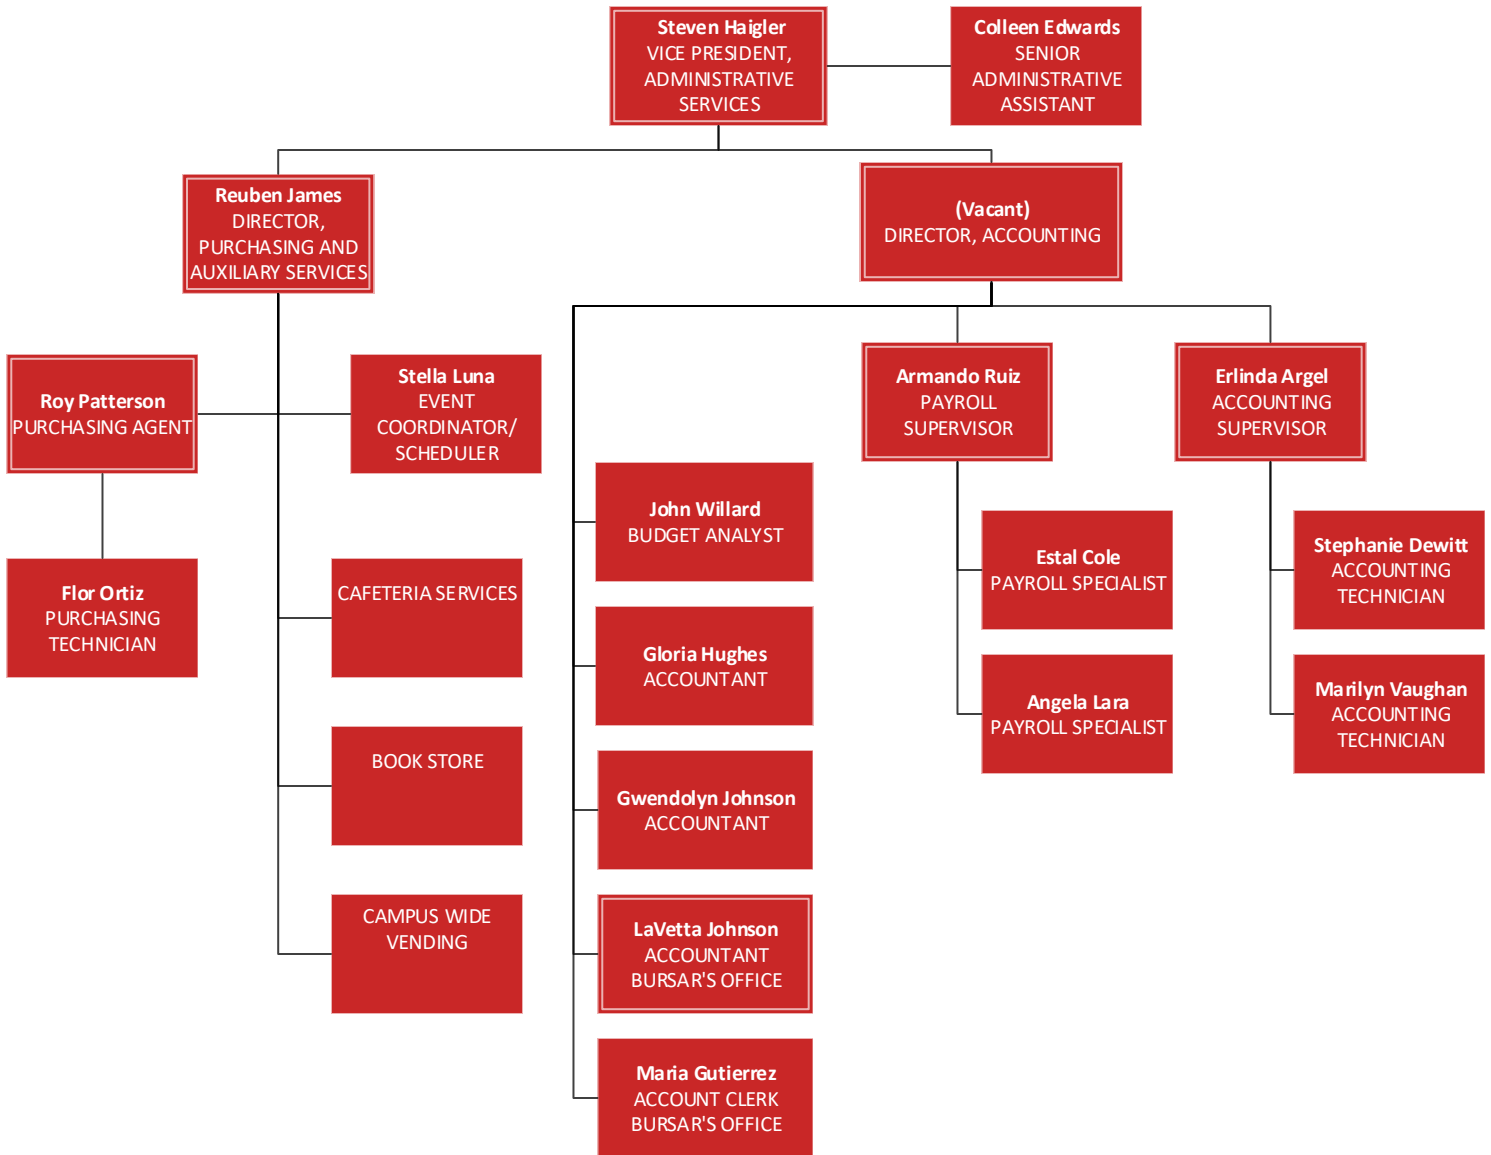 Steven Haigler
VICE PRESIDENT,
ADMINISTRATIVE
SERVICES
Colleen Edwards
SENIOR
ADMINISTRATIVE
ASSISTANT
Reuben James
DIRECTOR,
PURCHASING AND
AUXILIARY SERVICES
(Vacant)
DIRECTOR, ACCOUNTING
Roy Patterson
PURCHASING AGENT
Stella Luna
EVENT
COORDINATOR/
SCHEDULER
Armando Ruiz
PAYROLL
SUPERVISOR
Erlinda Argel
ACCOUNTING
SUPERVISOR
Flor Ortiz
PURCHASING
TECHNICIAN
CAFETERIA SERVICES
BOOK STORE
CAMPUS WIDE
VENDING
John Willard
BUDGET ANALYST
Gloria Hughes
ACCOUNTANT
Gwendolyn Johnson
ACCOUNTANT
LaVetta Johnson
ACCOUNTANT
BURSAR'S OFFICE
Maria Gutierrez
ACCOUNT CLERK
BURSAR'S OFFICE
Estal Cole
PAYROLL SPECIALIST
Angela Lara
PAYROLL SPECIALIST
Stephanie Dewitt
ACCOUNTING
TECHNICIAN
Marilyn Vaughan
ACCOUNTING
TECHNICIAN